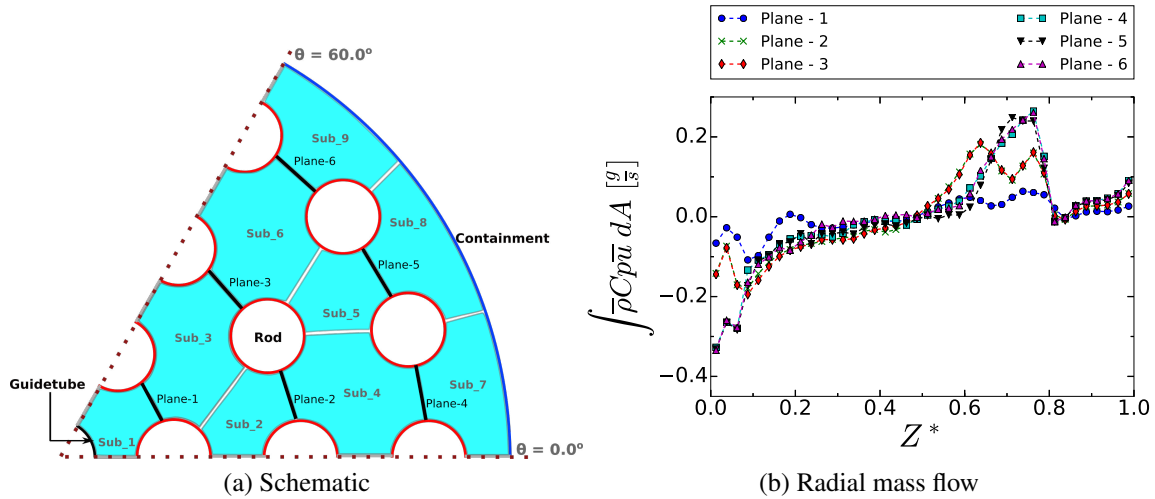 θ = 60.0°
Sub_9
Plane-6
Sub_8
Sub_6
Containment
Plane-5
Plane-3
Sub_5
Sub_3
Rod
Guidetube
Plane-1
Plane-2
Sub_7
Sub_4
Plane-4
Sub_2
Sub_1
θ = 0.0°
(a) Schematic
Plane - 1
Plane - 2
Plane - 3
Plane - 4
Plane - 5
Plane - 6
∫ρ̅Cpu̅ dA [g/s]
0.2
0.0
−0.2
−0.4
0.0 0.2 0.4 0.6 0.8 1.0
Z*
(b) Radial mass flow